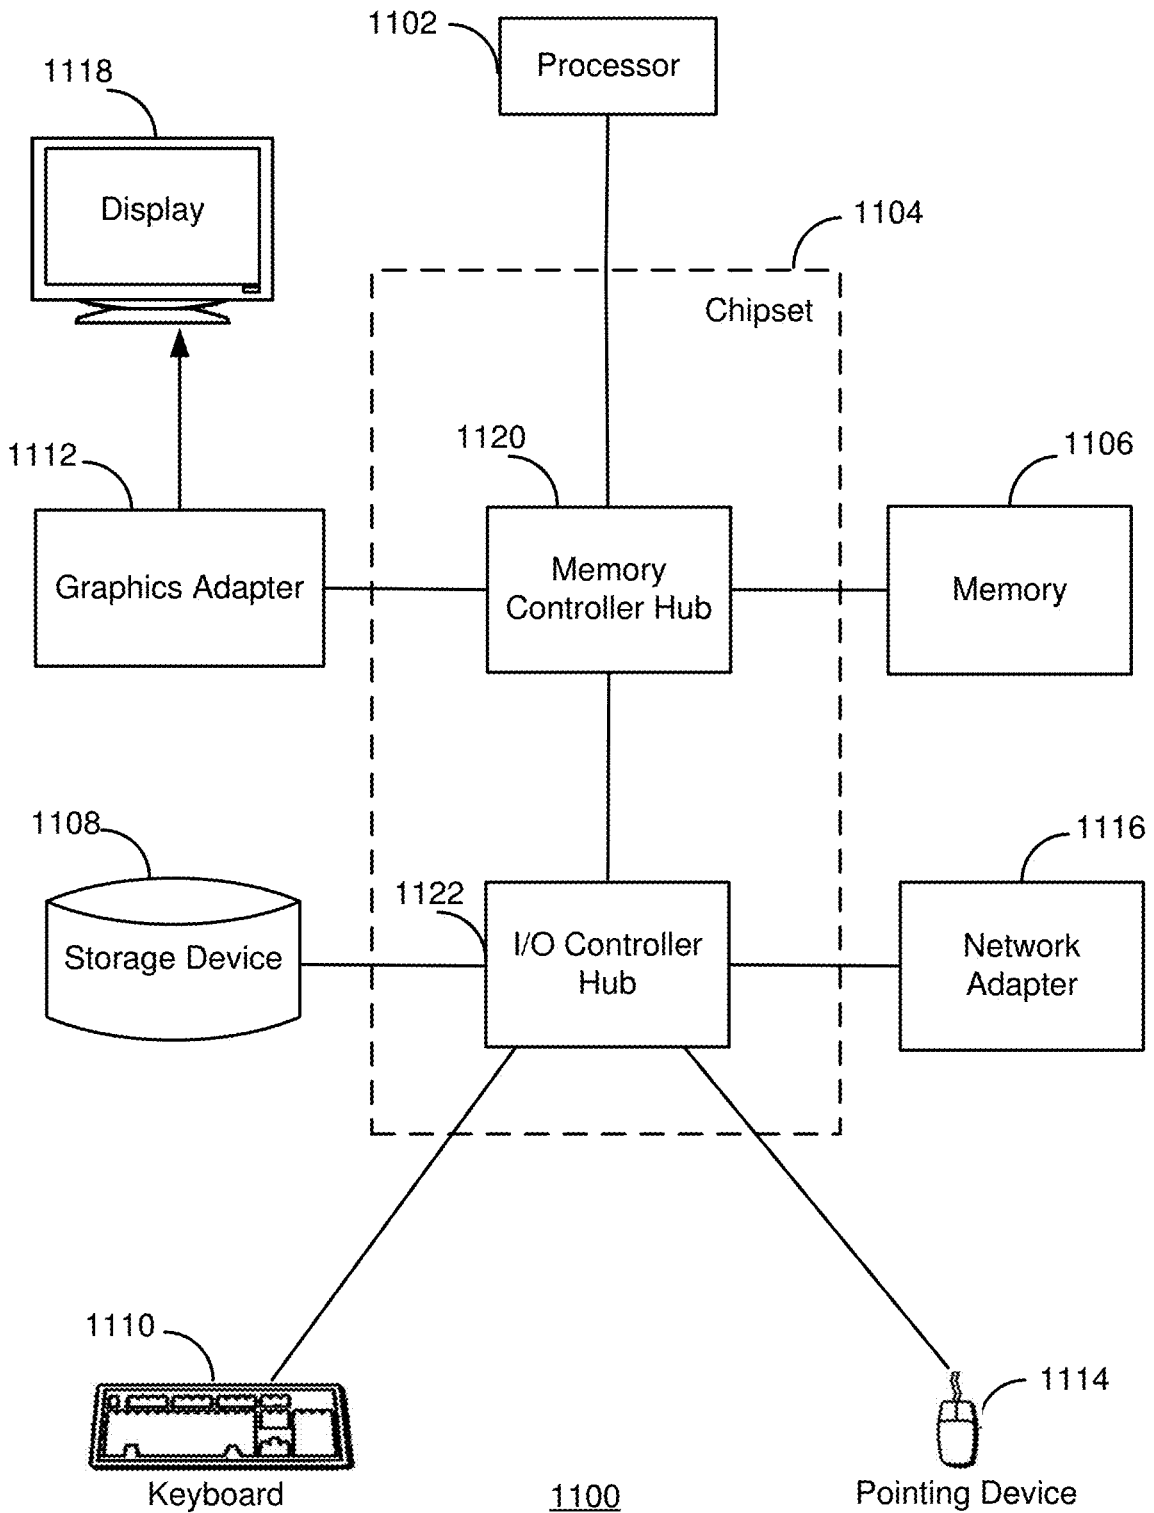 1102
Processor
1118
Display
1104
Chipset
1112
Graphics Adapter
1120
Memory
Controller Hub
1106
Memory
1108
Storage Device
1122
I/O Controller
Hub
1116
Network
Adapter
1110
Keyboard
1100
1114
Pointing Device